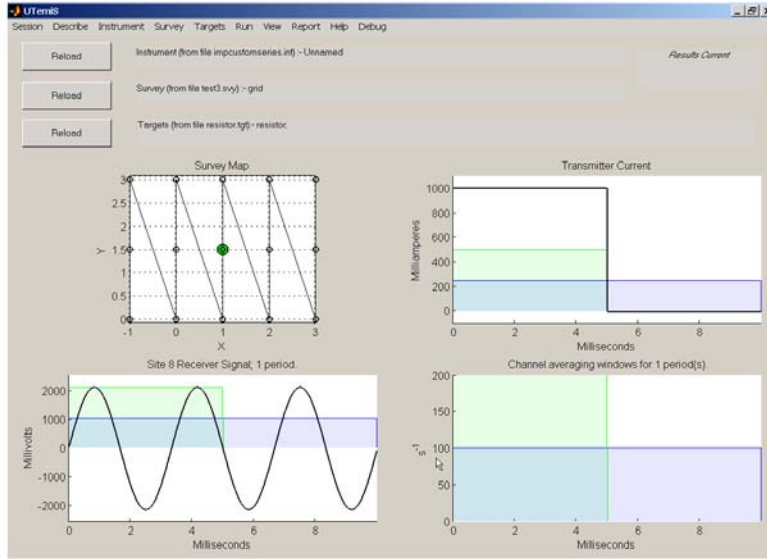 UTemiS
Session Describe Instrument Survey Targets Run View Report Help Debug
Reload
Instrument (from file impcustomseries.inf) :- Unnamed
Results Current
Reload
Survey (from file test3.svy) :- grid
Reload
Targets (from file resistor.tgt):- resistor,
Survey Map
3
2.5
2
1.5
1
0.5
0
Y
-1 0 1 2 3
X
Transmitter Current
1000
800
600
400
200
0
Milliamperes
0 2 4 6 8
Milliseconds
Site 8 Receiver Signal; 1 period.
2000
1000
0
-1000
-2000
Millivolts
0 2 4 6 8
Milliseconds
Channel averaging windows for 1 period(s).
200
150
100
50
0
s-1
0 2 4 6 8
Milliseconds